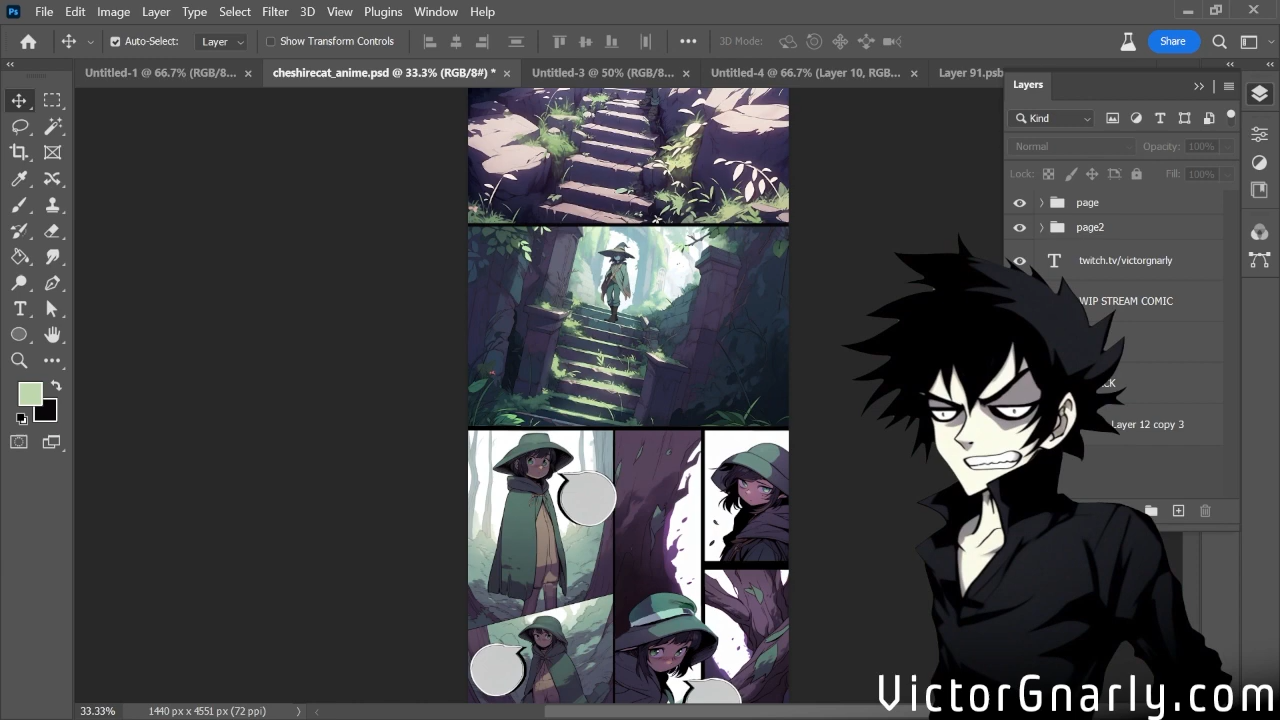 Ps File Edit Image Layer Type Select Filter 3D View Plugins Window Help
Auto-Select: Layer Show Transform Controls 3D Mode: Share
Untitled-1 @ 66.7% (RGB/8... × cheshirecat_anime.psd @ 33.3% (RGB/8#) * × Untitled-3 @ 50% (RGB/8... × Untitled-4 @ 66.7% (Layer 10, RGB... × Layer 91.psb
Layers
Kind
Normal Opacity: 100%
Lock: Fill: 100%
page
page2
T twitch.tv/victorgnarly
WIP STREAM COMIC
Layer 12 copy 3
VictorGnarly.com
33.33% 1440 px x 4551 px (72 ppi)